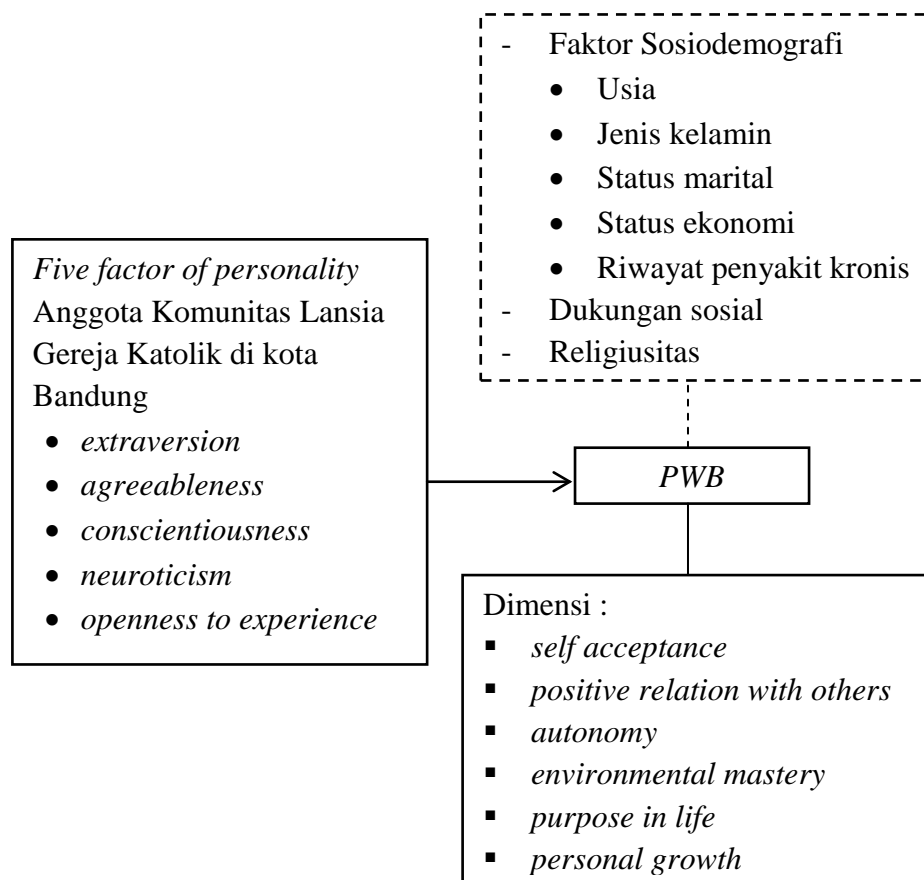 - Faktor Sosiodemografi
• Usia
• Jenis kelamin
• Status marital
• Status ekonomi
• Riwayat penyakit kronis
- Dukungan sosial
- Religiusitas
Five factor of personality
Anggota Komunitas Lansia
Gereja Katolik di kota
Bandung
• extraversion
• agreeableness
• conscientiousness
• neuroticism
• openness to experience
PWB
Dimensi :
▪ self acceptance
▪ positive relation with others
▪ autonomy
▪ environmental mastery
▪ purpose in life
▪ personal growth